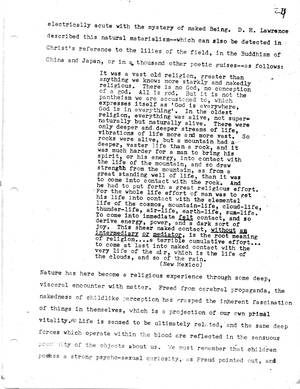 electrically acute with the mystery of naked Being. D. H. Lawrence
described this natural materialism--which can also be detected in
Christ's reference to the lilies of the field, in the Buddhism of
China and Japan, or in a thousand other poetic guises--as follows:
It was a vast old religion, greater than
anything we know: more starkly and nakedly
religious. There is no God, no conception
of a god. All is god. But it is not the
pantheism we are accustomed to, which
expresses itself as 'God is everywhere,
God is in everything'. In the oldest
religion, everything was alive, not super-
naturally but naturally alive. There were
only deeper and deeper streams of life,
vibrations of life more and more vast. So
rocks were alive, but a mountain had a
deeper, vaster life than a rock, and it
was much harder for a man to bring his
spirit, or his energy, into contact with
the life of the mountain, and so draw
strength from the mountain, as from a
great standing well of life, than it was
to come into contact with the rock. And
he had to put forth a great religious effort.
For the whole life effort of man was to get
his life into contact with the elemental
life of the cosmos, mountain-life, cloud-life,
thunder-life, air-life, earth-life, sun-life.
To come into immediate felt contact, and so
derive energy, power, and a dark sort of
joy. This sheer naked contact, without an
intermediary or mediator, is the root meaning
of religion...a terrible cumulative effort...
to come at last into naked contact with the
very life of the air, which is the life of
the clouds, and so of the rain.
(New Mexico)
Nature has here become a religious experience through some deep,
visceral encounter with matter. Freed from cerebral propaganda, the
nakedness of childlike perception has grasped the inherent fascination
of things in themselves, which is a projection of our own primal
vitality. Life is sensed to be ultimately related, and the same deep
forces which operate within the blood are reflected in the sensuous
of the objects about us. We must remember that children
possess a strong psycho-sexual curiosity, as Freud pointed out, and